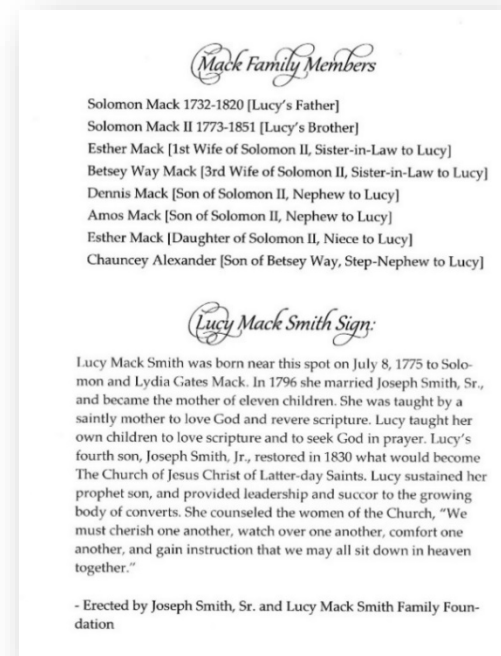 Mack Family Members
Solomon Mack 1732-1820 [Lucy's Father]
Solomon Mack II 1773-1851 [Lucy's Brother]
Esther Mack [1st Wife of Solomon II, Sister-in-Law to Lucy]
Betsey Way Mack [3rd Wife of Solomon II, Sister-in-Law to Lucy]
Dennis Mack [Son of Solomon II, Nephew to Lucy]
Amos Mack [Son of Solomon II, Nephew to Lucy]
Esther Mack [Daughter of Solomon II, Niece to Lucy]
Chauncey Alexander [Son of Betsey Way, Step-Nephew to Lucy]
Lucy Mack Smith Sign:
Lucy Mack Smith was born near this spot on July 8, 1775 to Solo-
mon and Lydia Gates Mack. In 1796 she married Joseph Smith, Sr.,
and became the mother of eleven children. She was taught by a
saintly mother to love God and revere scripture. Lucy taught her
own children to love scripture and to seek God in prayer. Lucy's
fourth son, Joseph Smith, Jr., restored in 1830 what would become
The Church of Jesus Christ of Latter-day Saints. Lucy sustained her
prophet son, and provided leadership and succor to the growing
body of converts. She counseled the women of the Church, "We
must cherish one another, watch over one another, comfort one
another, and gain instruction that we may all sit down in heaven
together."
- Erected by Joseph Smith, Sr. and Lucy Mack Smith Family Foun-
dation